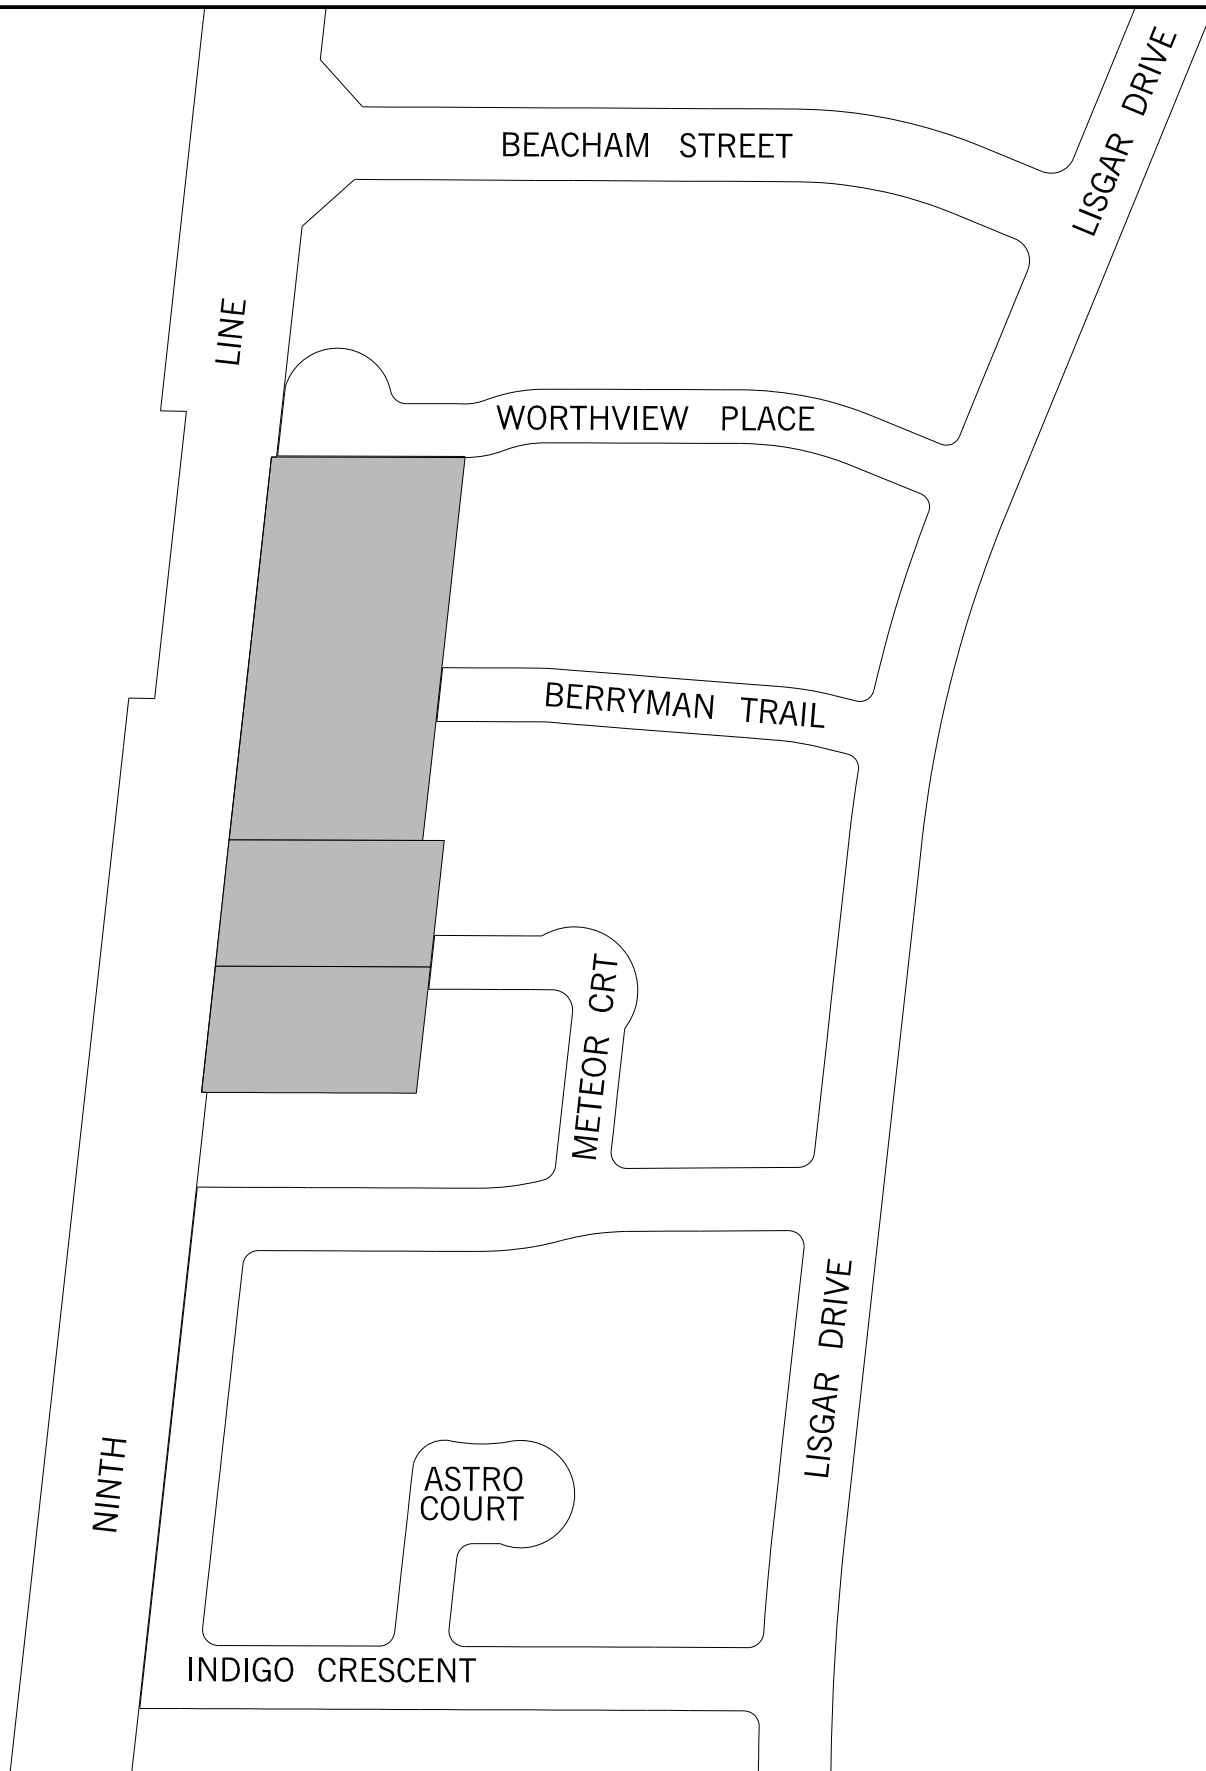 LISGAR DRIVE
BEACHAM STREET
LINE
WORTHVIEW PLACE
BERRYMAN TRAIL
METEOR CRT
LISGAR DRIVE
NINTH
ASTRO
COURT
INDIGO CRESCENT